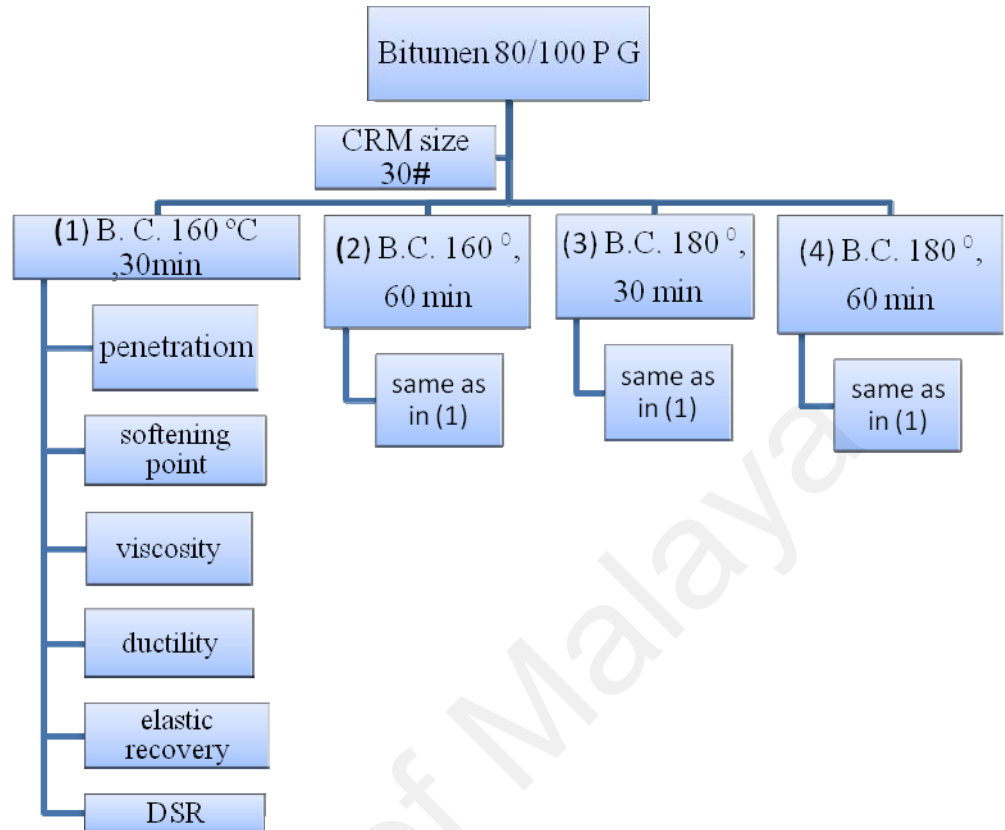 Bitumen 80/100 P G
CRM size
30#
(1) B. C. 160 °C
,30min
(2) B.C. 160 °,
60 min
(3) B.C. 180 °,
30 min
(4) B.C. 180 °,
60 min
penetratiom
softening
point
viscosity
ductility
elastic
recovery
DSR
same as
in (1)
same as
in (1)
same as
in (1)
of Malaya